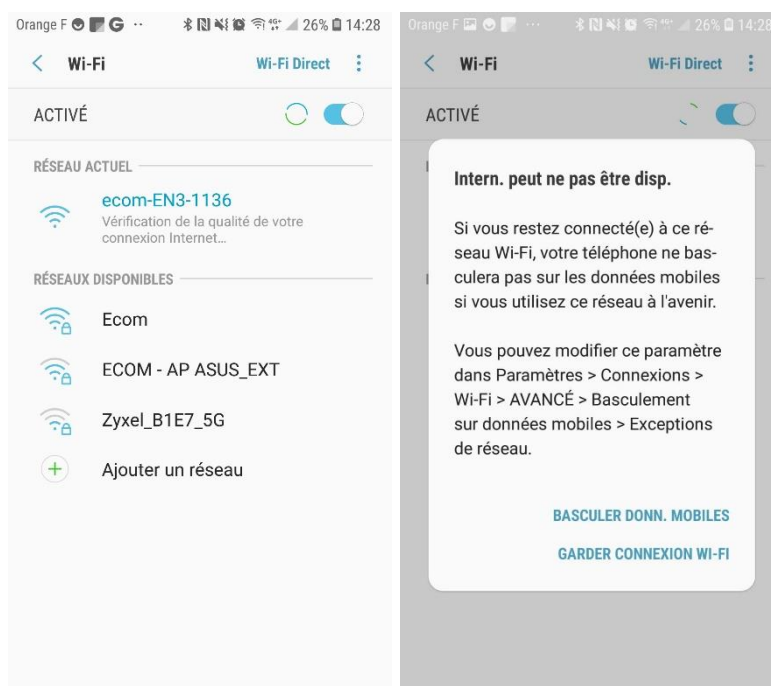 Orange F G ·· 4G+ 26% 14:28
Wi-Fi Wi-Fi Direct
ACTIVÉ
RÉSEAU ACTUEL
ecom-EN3-1136
Vérification de la qualité de votre
connexion Internet...
RÉSEAUX DISPONIBLES
Ecom
ECOM - AP ASUS_EXT
Zyxel_B1E7_5G
Ajouter un réseau
Orange F ··· 4G+ 26% 14:28
Wi-Fi Wi-Fi Direct
ACTIVÉ
Intern. peut ne pas être disp.
Si vous restez connecté(e) à ce ré-
seau Wi-Fi, votre téléphone ne bas-
culera pas sur les données mobiles
si vous utilisez ce réseau à l'avenir.
Vous pouvez modifier ce paramètre
dans Paramètres > Connexions >
Wi-Fi > AVANCÉ > Basculement
sur données mobiles > Exceptions
de réseau.
BASCULER DONN. MOBILES
GARDER CONNEXION WI-FI